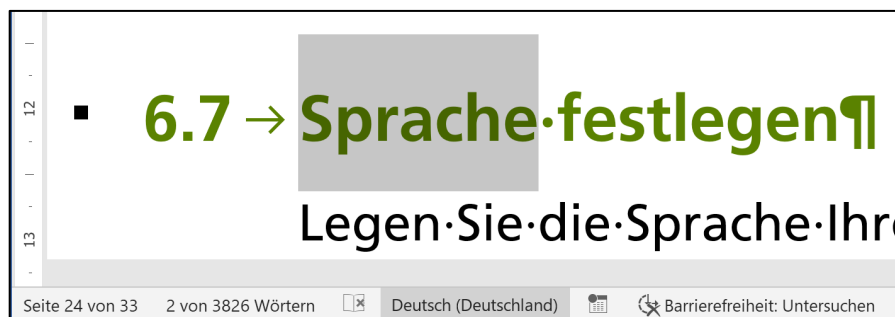 12
6.7 → Sprache·festlegen¶
13
Legen·Sie·die·Sprache·Ihr
Seite 24 von 33 2 von 3826 Wörtern Deutsch (Deutschland) Barrierefreiheit: Untersuchen